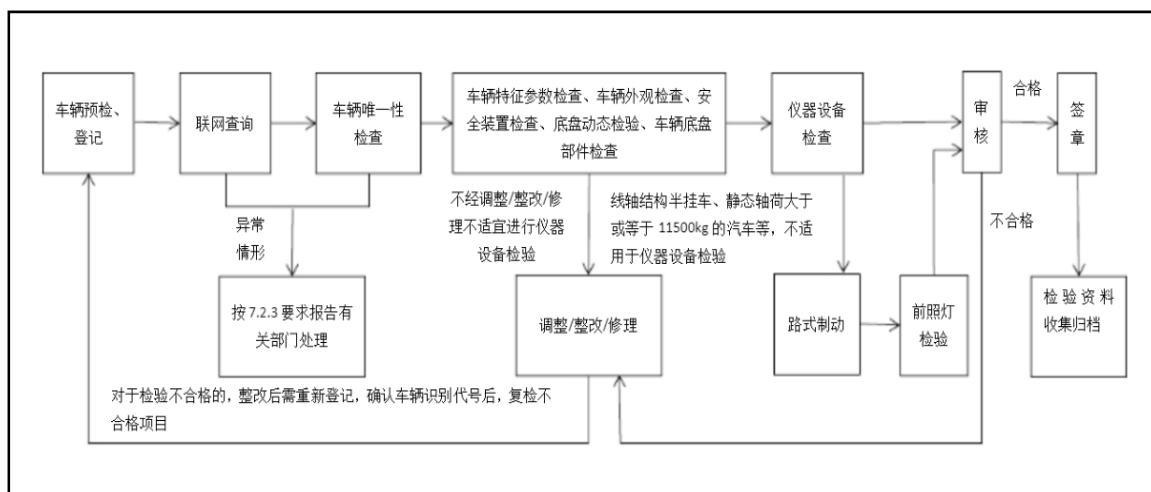 车辆预检、
登记
联网查询
车辆唯一性
检查
车辆特征参数检查、车辆外观检查、安
全装置检查、底盘动态检验、车辆底盘
部件检查
仪器设备
检查
审
核
合格
签
章
异常
情形
不经调整/整改/修
理不适宜进行仪器
设备检验
线轴结构半挂车、静态轴荷大于
或等于 11500kg 的汽车等，不适
用于仪器设备检验
不合格
按 7.2.3 要求报告有
关部门处理
调整/整改/修理
路式制动
前照灯
检验
检验资料
收集归档
对于检验不合格的，整改后需重新登记，确认车辆识别代号后，复检不
合格项目